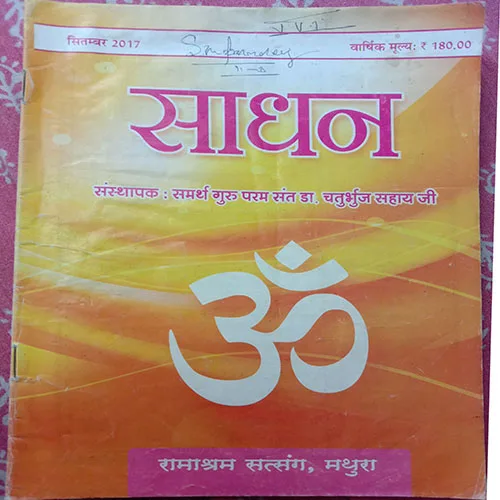 सितम्बर 2017
वार्षिक मूल्य: ₹ 180.00
साधन
संस्थापक : समर्थ गुरु परम संत डा. चतुर्भुज सहाय जी
ॐ
रामाश्रम सत्संग, मथुरा